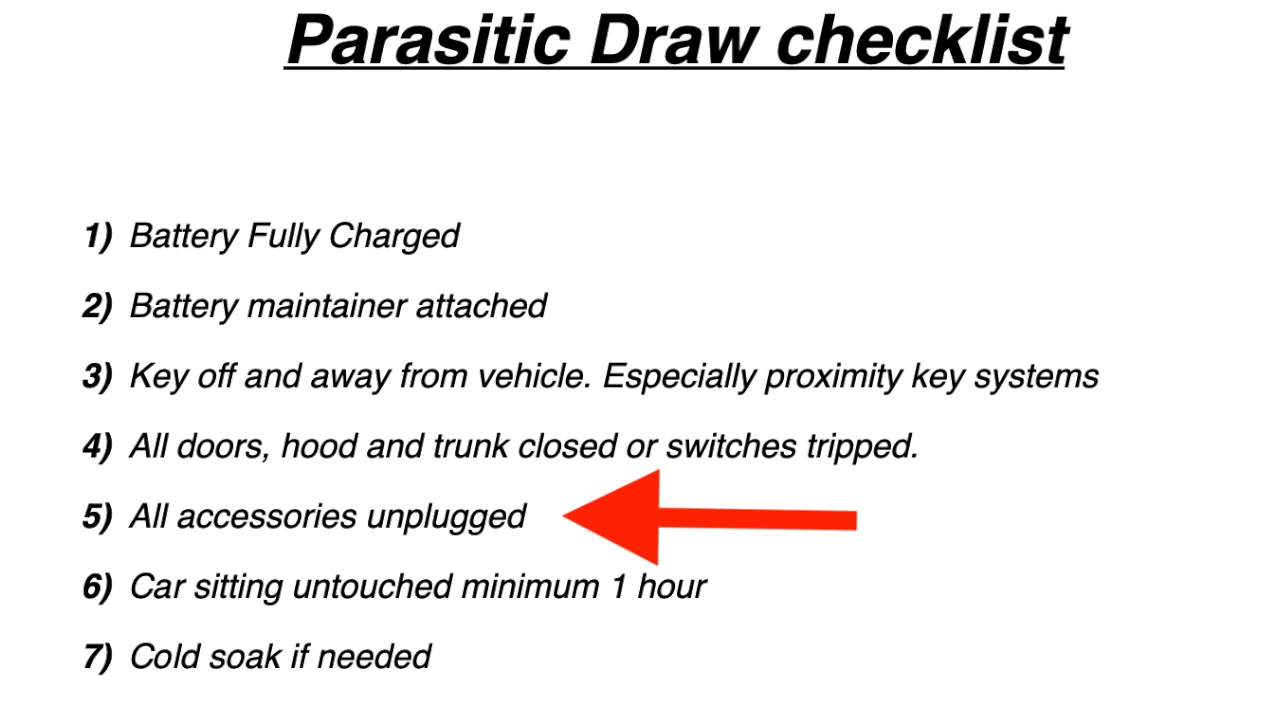 Parasitic Draw checklist
1) Battery Fully Charged
2) Battery maintainer attached
3) Key off and away from vehicle. Especially proximity key systems
4) All doors, hood and trunk closed or switches tripped.
5) All accessories unplugged
6) Car sitting untouched minimum 1 hour
7) Cold soak if needed